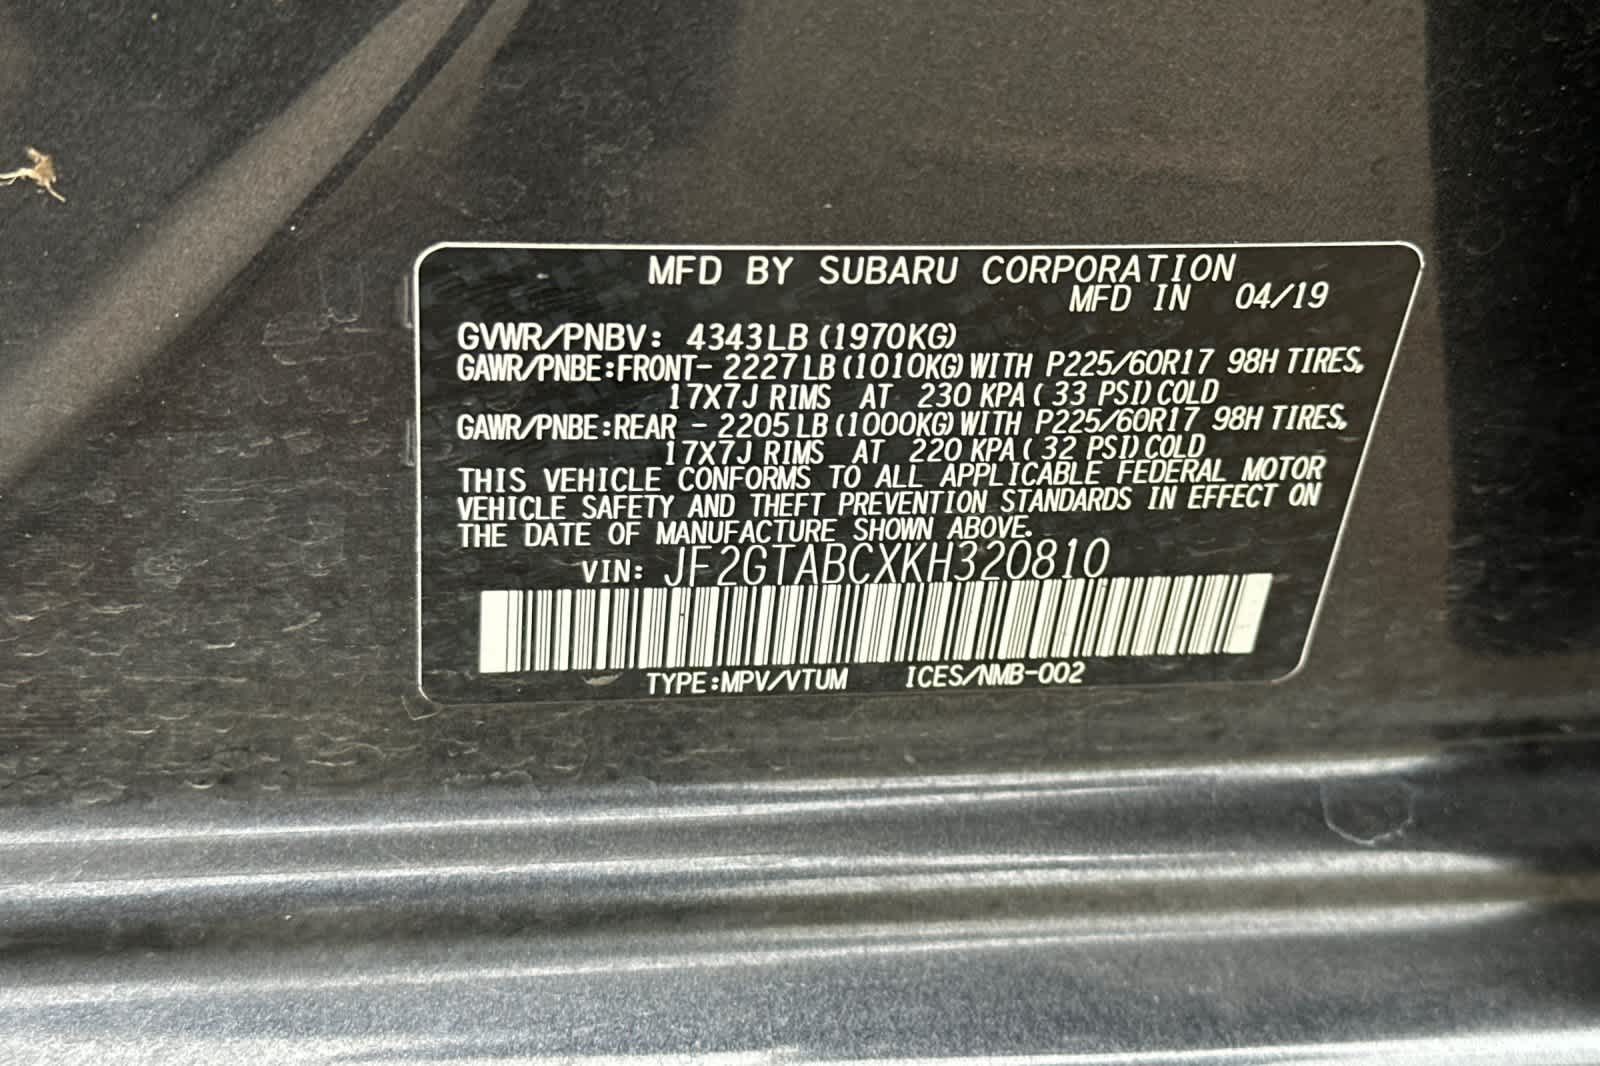 MFD BY SUBARU CORPORATION
MFD IN 04/19
GVWR/PNBV: 4343LB (1970KG)
GAWR/PNBE:FRONT- 2227LB (1010KG) WITH P225/60R17 98H TIRES,
17X7J RIMS AT 230 KPA ( 33 PSI) COLD
GAWR/PNBE:REAR - 2205LB (1000KG) WITH P225/60R17 98H TIRES,
17X7J RIMS AT 220 KPA ( 32 PSI) COLD
THIS VEHICLE CONFORMS TO ALL APPLICABLE FEDERAL MOTOR
VEHICLE SAFETY AND THEFT PREVENTION STANDARDS IN EFFECT ON
THE DATE OF MANUFACTURE SHOWN ABOVE.
VIN: JF2GTABCXKH320810
TYPE:MPV/VTUM ICES/NMB-002